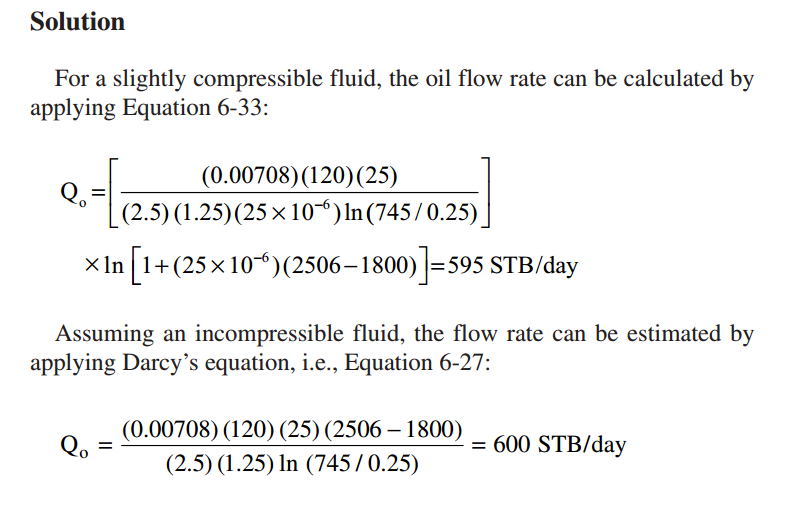 Solution
For a slightly compressible fluid, the oil flow rate can be calculated by
applying Equation 6-33:
Qₒ = [ (0.00708)(120)(25) / (2.5)(1.25)(25×10⁻⁶)ln(745/0.25) ]
× ln [1+(25×10⁻⁶)(2506–1800)]=595 STB/day
Assuming an incompressible fluid, the flow rate can be estimated by
applying Darcy's equation, i.e., Equation 6-27:
Qₒ = (0.00708)(120)(25)(2506 – 1800) / (2.5)(1.25) ln (745/0.25) = 600 STB/day